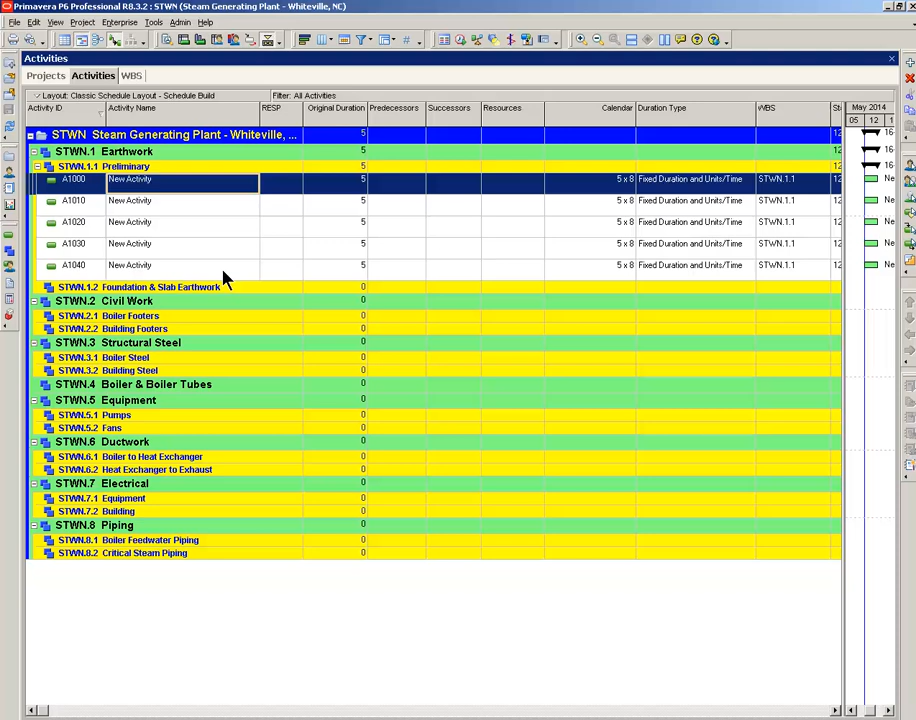 Primavera P6 Professional R8.3.2 : STWN (Steam Generating Plant - Whiteville, NC)
File Edit View Project Enterprise Tools Admin Help
Activities
Projects Activities WBS
Layout: Classic Schedule Layout - Schedule Build Filter: All Activities
Activity ID Activity Name RESP Original Duration Predecessors Successors Resources Calendar Duration Type WBS May 2014
05 12
STWN Steam Generating Plant - Whiteville, ... 5
STWN.1 Earthwork 5
STWN.1.1 Preliminary 5
A1000 New Activity 5 5 x 8 Fixed Duration and Units/Time STWN.1.1
A1010 New Activity 5 5 x 8 Fixed Duration and Units/Time STWN.1.1
A1020 New Activity 5 5 x 8 Fixed Duration and Units/Time STWN.1.1
A1030 New Activity 5 5 x 8 Fixed Duration and Units/Time STWN.1.1
A1040 New Activity 5 5 x 8 Fixed Duration and Units/Time STWN.1.1
STWN.1.2 Foundation & Slab Earthwork 0
STWN.2 Civil Work 0
STWN.2.1 Boiler Footers 0
STWN.2.2 Building Footers 0
STWN.3 Structural Steel 0
STWN.3.1 Boiler Steel 0
STWN.3.2 Building Steel 0
STWN.4 Boiler & Boiler Tubes 0
STWN.5 Equipment 0
STWN.5.1 Pumps 0
STWN.5.2 Fans 0
STWN.6 Ductwork 0
STWN.6.1 Boiler to Heat Exchanger 0
STWN.6.2 Heat Exchanger to Exhaust 0
STWN.7 Electrical 0
STWN.7.1 Equipment 0
STWN.7.2 Building 0
STWN.8 Piping 0
STWN.8.1 Boiler Feedwater Piping 0
STWN.8.2 Critical Steam Piping 0